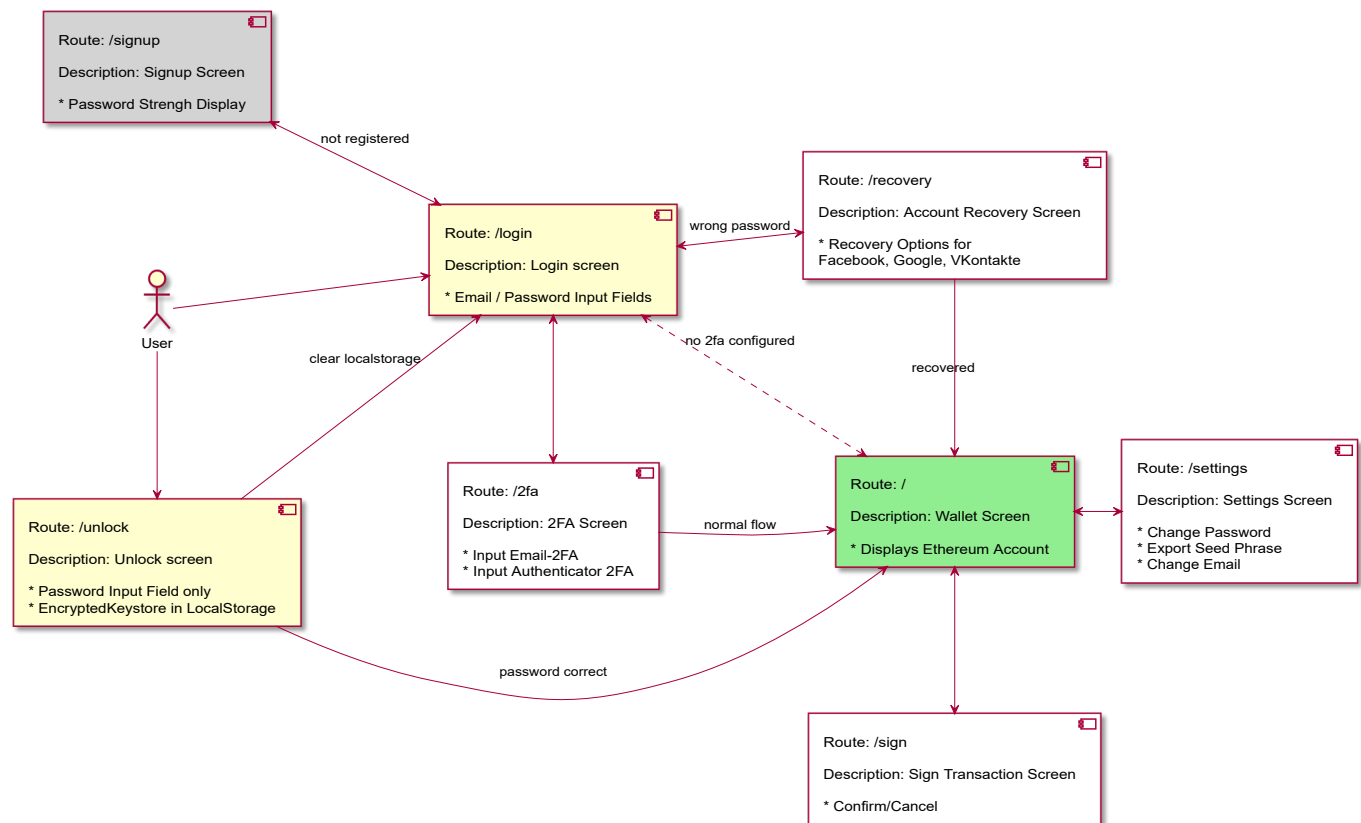 Route: /signup
Description: Signup Screen
* Password Strengh Display
not registered
Route: /recovery
Description: Account Recovery Screen
* Recovery Options for
Facebook, Google, VKontakte
Route: /login
Description: Login screen
* Email / Password Input Fields
wrong password
User
clear localstorage
no 2fa configured
recovered
Route: /unlock
Description: Unlock screen
* Password Input Field only
* EncryptedKeystore in LocalStorage
Route: /2fa
Description: 2FA Screen
* Input Email-2FA
* Input Authenticator 2FA
normal flow
Route: /
Description: Wallet Screen
* Displays Ethereum Account
Route: /settings
Description: Settings Screen
* Change Password
* Export Seed Phrase
* Change Email
password correct
Route: /sign
Description: Sign Transaction Screen
* Confirm/Cancel